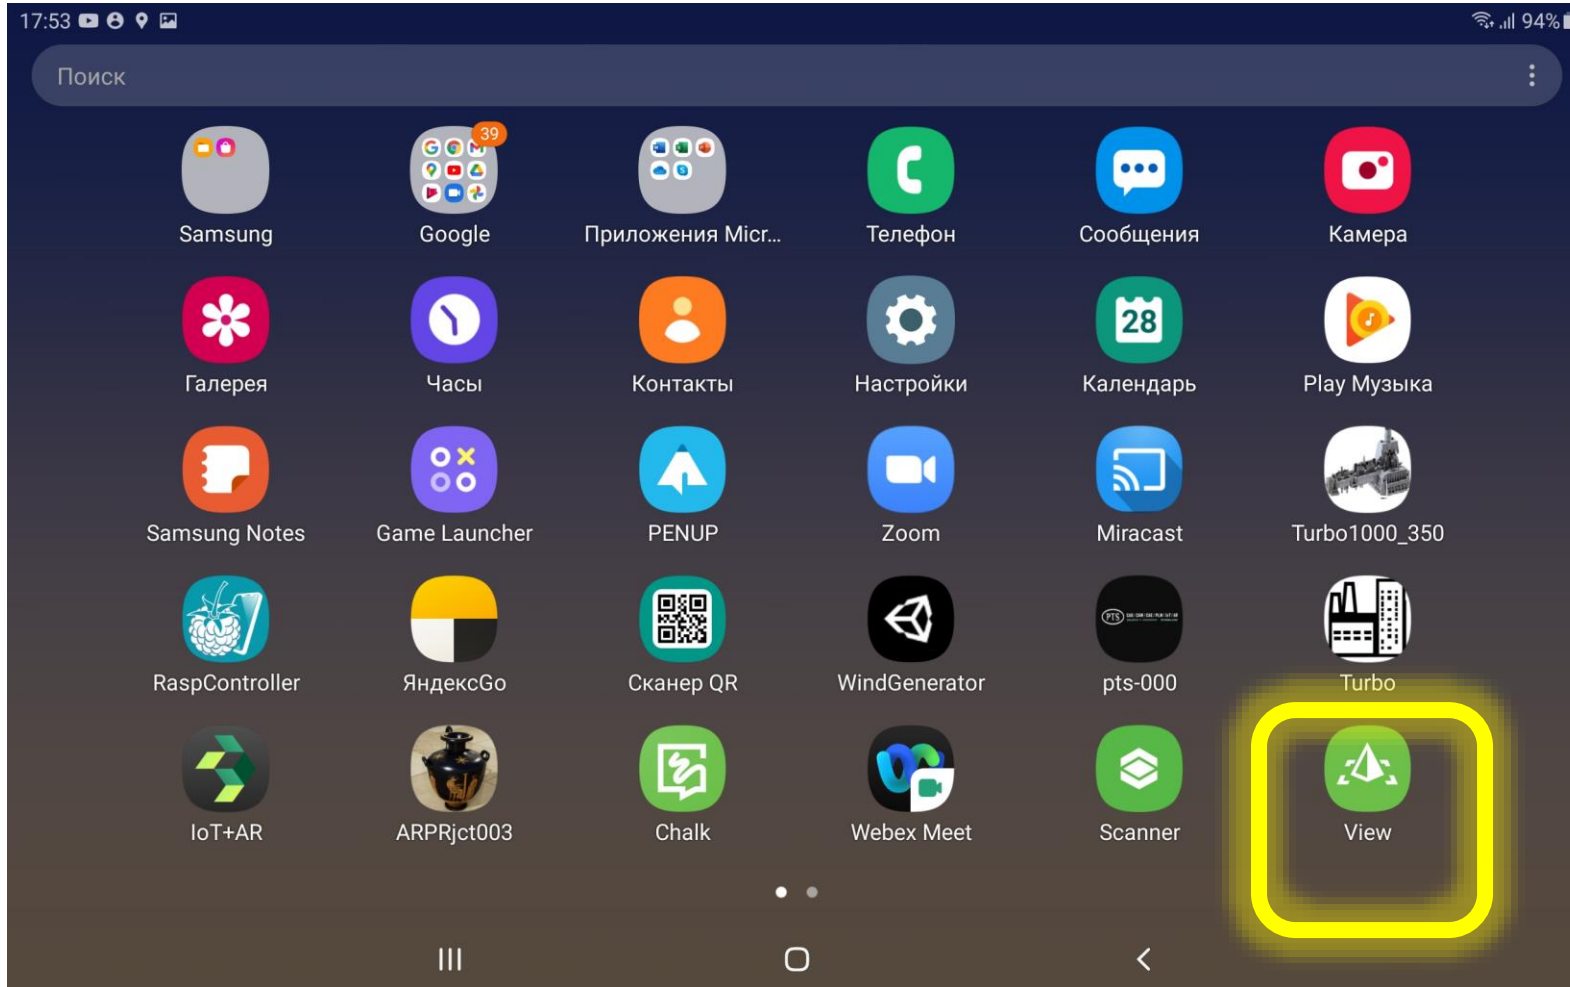 17:53
94%
Поиск
39
Samsung
Google
Приложения Micr...
Телефон
Сообщения
Камера
28
Галерея
Часы
Контакты
Настройки
Календарь
Play Музыка
Samsung Notes
Game Launcher
PENUP
Zoom
Miracast
Turbo1000_350
PTS
RaspController
ЯндексGo
Сканер QR
WindGenerator
pts-000
Turbo
IoT+AR
ARPRjct003
Chalk
Webex Meet
Scanner
View